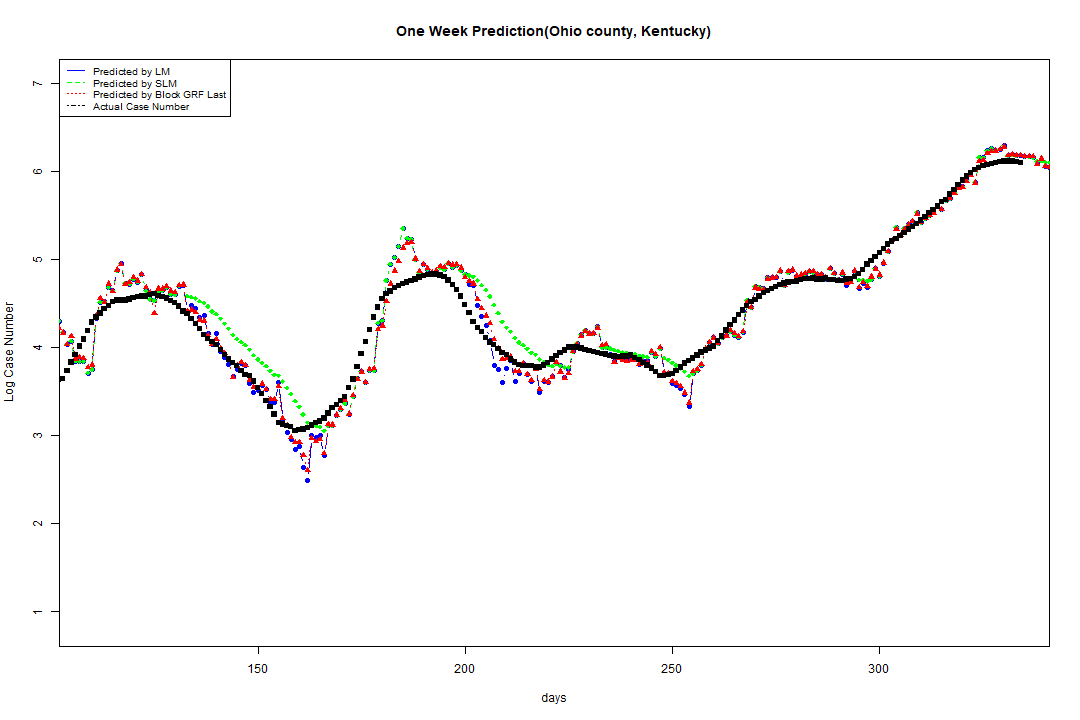 One Week Prediction(Ohio county, Kentucky)
Predicted by LM
Predicted by SLM
Predicted by Block GRF Last
Actual Case Number
Log Case Number
7
6
5
4
3
2
1
150
200
250
300
days